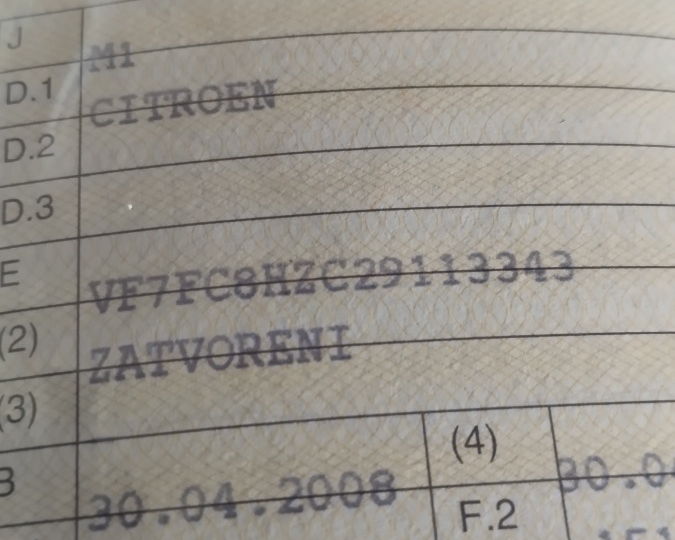 J M1
D.1 CITROEN
D.2
D.3
E VF7FC8HZC29113343
(2) ZATVORENI
(3)
B 30.04.2008 (4)
F.2